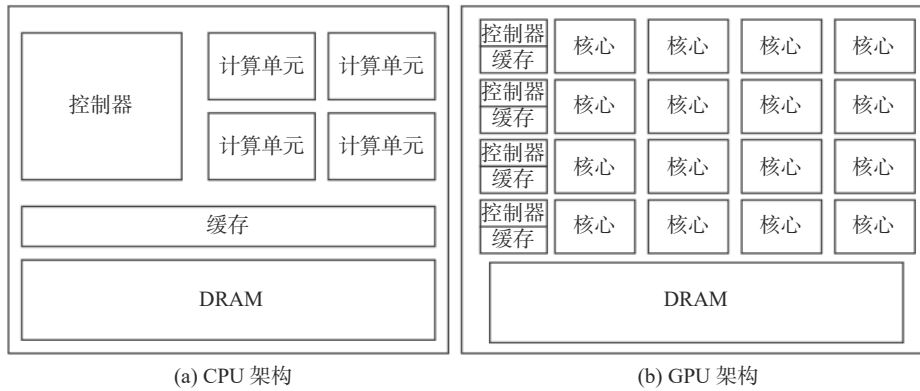 控制器
计算单元 计算单元
计算单元 计算单元
缓存
DRAM
(a) CPU 架构
控制器
缓存
核心 核心 核心 核心
控制器
缓存
核心 核心 核心 核心
控制器
缓存
核心 核心 核心 核心
控制器
缓存
核心 核心 核心 核心
DRAM
(b) GPU 架构